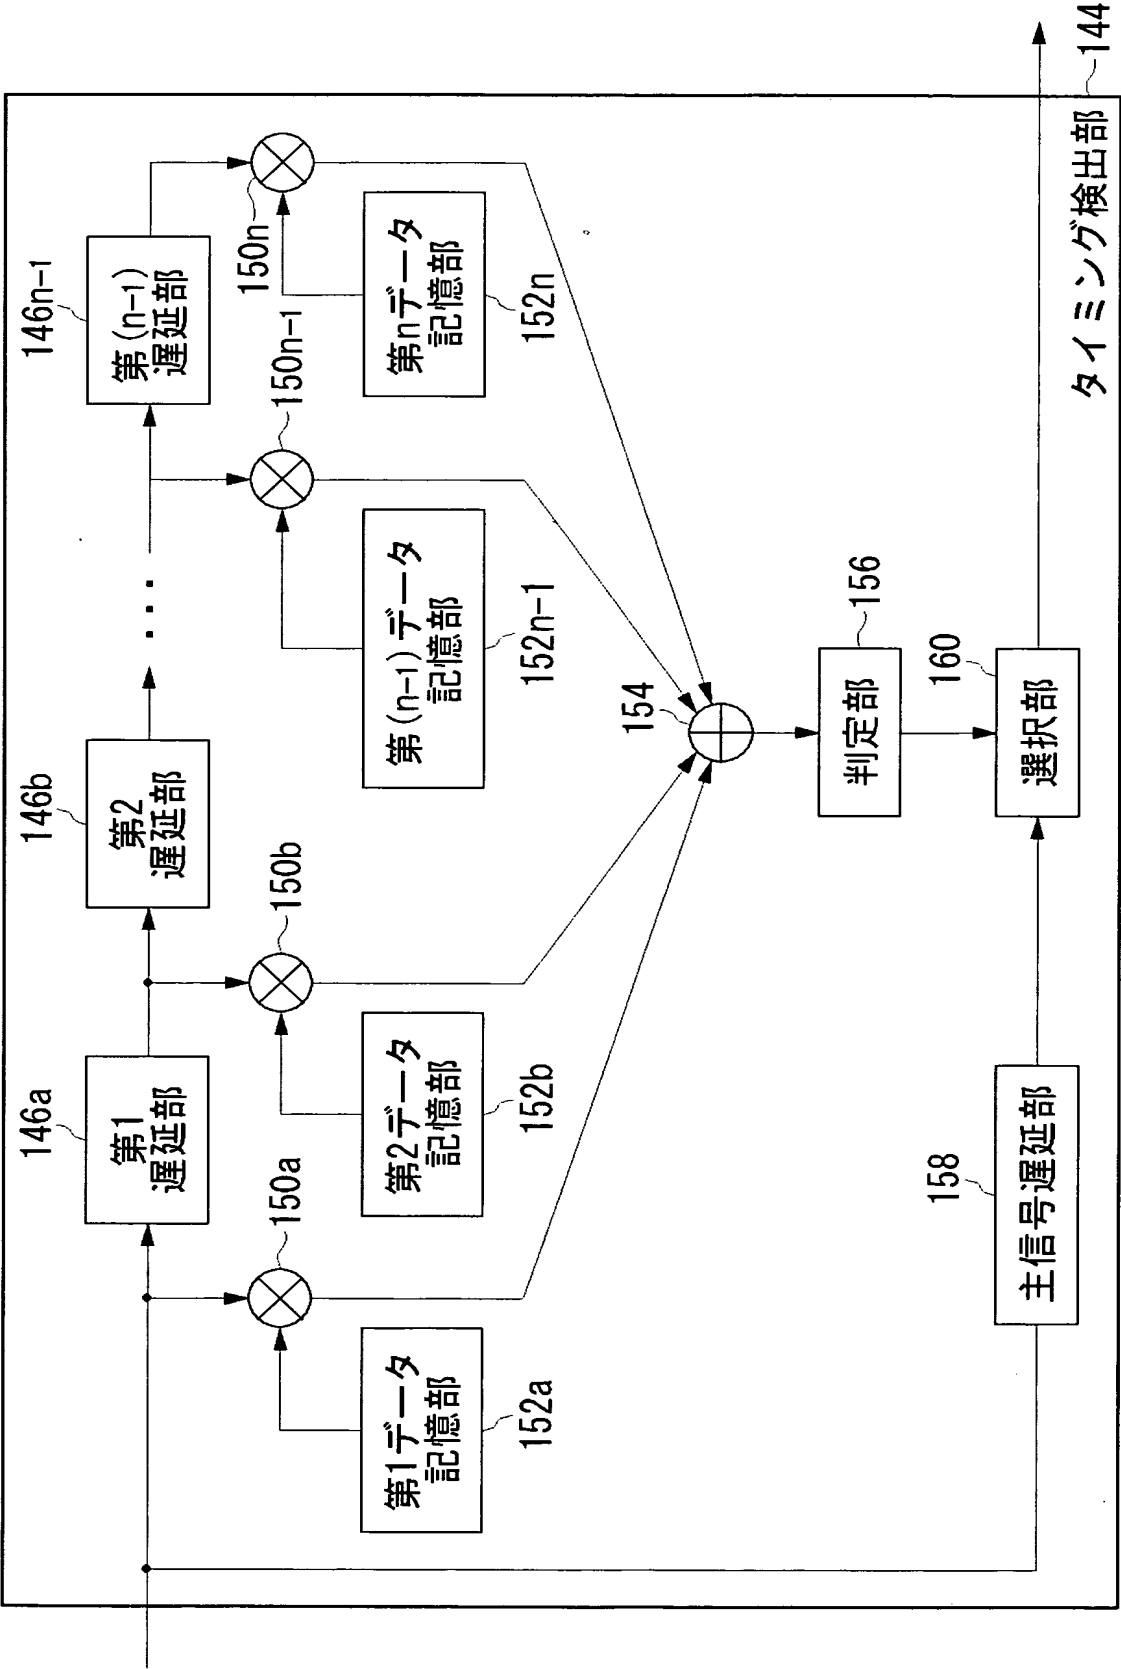 146a
第1
遅延部
146b
第2
遅延部
・・・
146n-1
第(n-1)
遅延部
150a
150b
150n-1
150n
第1データ
記憶部
152a
第2データ
記憶部
152b
第(n-1)データ
記憶部
152n-1
第nデータ
記憶部
152n
154
判定部
156
158
主信号遅延部
160
選択部
タイミング検出部
144